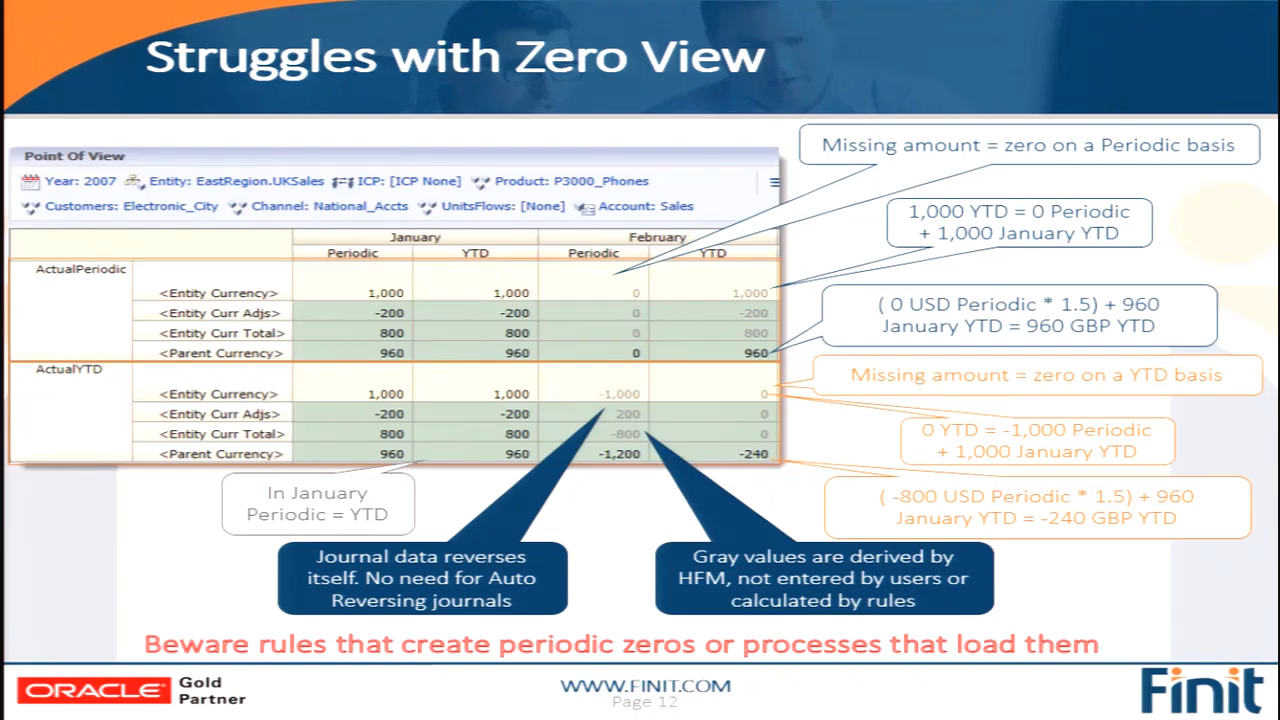 Struggles with Zero View
Point Of View
Year: 2007 Entity: EastRegion.UKSales ICP: [ICP None] Product: P3000_Phones
Customers: Electronic_City Channel: National_Accts UnitsFlows: [None] Account: Sales
January February
Periodic YTD Periodic YTD
ActualPeriodic
<Entity Currency> 1,000 1,000 0 1,000
<Entity Curr Adjs> -200 -200 0 -200
<Entity Curr Total> 800 800 0 800
<Parent Currency> 960 960 0 960
ActualYTD
<Entity Currency> 1,000 1,000 -1,000 0
<Entity Curr Adjs> -200 -200 200 0
<Entity Curr Total> 800 800 -800 0
<Parent Currency> 960 960 -1,200 -240
Missing amount = zero on a Periodic basis
1,000 YTD = 0 Periodic
+ 1,000 January YTD
( 0 USD Periodic * 1.5) + 960
January YTD = 960 GBP YTD
Missing amount = zero on a YTD basis
0 YTD = -1,000 Periodic
+ 1,000 January YTD
( -800 USD Periodic * 1.5) + 960
January YTD = -240 GBP YTD
In January
Periodic = YTD
Journal data reverses
itself. No need for Auto
Reversing journals
Gray values are derived by
HFM, not entered by users or
calculated by rules
Beware rules that create periodic zeros or processes that load them
ORACLE Gold
Partner
WWW.FINIT.COM
Page 12
Finit